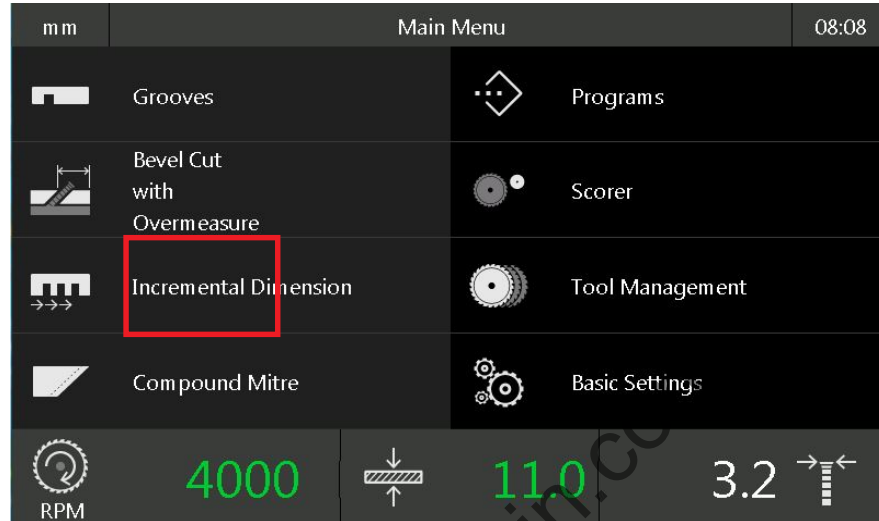 mm
Main Menu
08:08
Grooves
Programs
Bevel Cut
with
Overmeasure
Scorer
Incremental Dimension
Tool Management
Compound Mitre
Basic Settings
RPM
4000
11.0
3.2